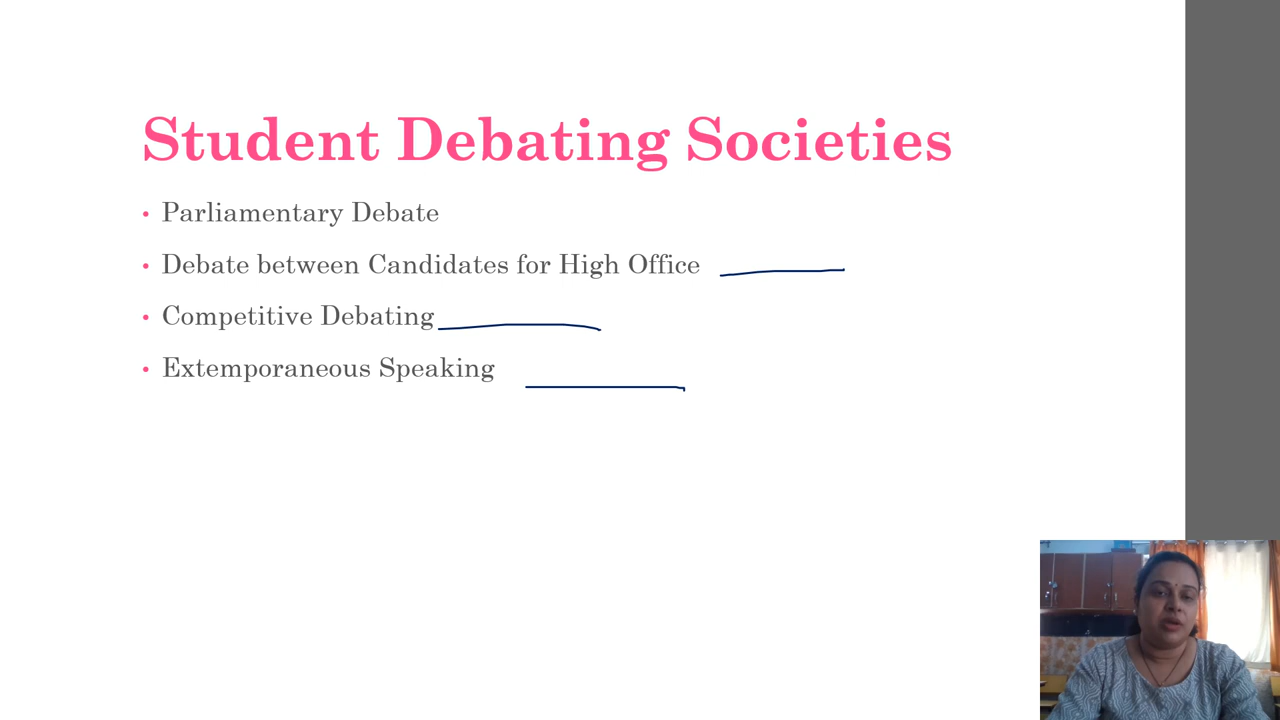 Student Debating Societies
• Parliamentary Debate
• Debate between Candidates for High Office
• Competitive Debating
• Extemporaneous Speaking